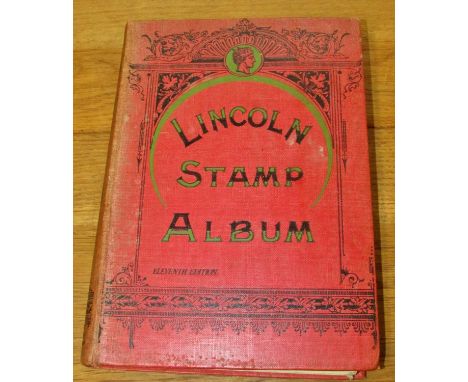 LINCOLN
STAMP
ALBUM
ELEVENTH EDITION.